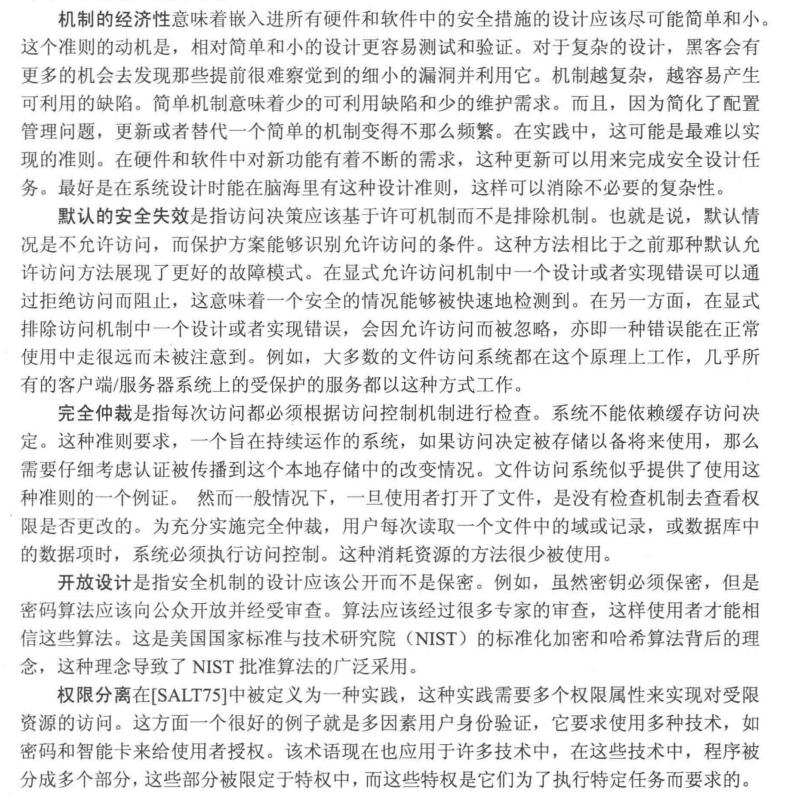 机制的经济性意味着嵌入进所有硬件和软件中的安全措施的设计应该尽可能简单和小。
这个准则的动机是，相对简单和小的设计更容易测试和验证。对于复杂的设计，黑客会有
更多的机会去发现那些提前很难察觉到的细小的漏洞并利用它。机制越复杂，越容易产生
可利用的缺陷。简单机制意味着少的可利用缺陷和少的维护需求。而且，因为简化了配置
管理问题，更新或者替代一个简单的机制变得不那么频繁。在实践中，这可能是最难以实
现的准则。在硬件和软件中对新功能有着不断的需求，这种更新可以用来完成安全设计任
务。最好是在系统设计时能在脑海里有这种设计准则，这样可以消除不必要的复杂性。
默认的安全失效是指访问决策应该基于许可机制而不是排除机制。也就是说，默认情
况是不允许访问，而保护方案能够识别允许访问的条件。这种方法相比于之前那种默认允
许访问方法展现了更好的故障模式。在显式允许访问机制中一个设计或者实现错误可以通
过拒绝访问而阻止，这意味着一个安全的情况能够被快速地检测到。在另一方面，在显式
排除访问机制中一个设计或者实现错误，会因允许访问而被忽略，亦即一种错误能在正常
使用中走很远而未被注意到。例如，大多数的文件访问系统都在这个原理上工作，几乎所
有的客户端/服务器系统上的受保护的服务都以这种方式工作。
完全仲裁是指每次访问都必须根据访问控制机制进行检查。系统不能依赖缓存访问决
定。这种准则要求，一个旨在持续运作的系统，如果访问决定被存储以备将来使用，那么
需要仔细考虑认证被传播到这个本地存储中的改变情况。文件访问系统似乎提供了使用这
种准则的一个例证。 然而一般情况下，一旦使用者打开了文件，是没有检查机制去查看权
限是否更改的。为充分实施完全仲裁，用户每次读取一个文件中的域或记录，或数据库中
的数据项时，系统必须执行访问控制。这种消耗资源的方法很少被使用。
开放设计是指安全机制的设计应该公开而不是保密。例如，虽然密钥必须保密，但是
密码算法应该向公众开放并经受审查。算法应该经过很多专家的审查，这样使用者才能相
信这些算法。这是美国国家标准与技术研究院（NIST）的标准化加密和哈希算法背后的理
念，这种理念导致了 NIST 批准算法的广泛采用。
权限分离在[SALT75]中被定义为一种实践，这种实践需要多个权限属性来实现对受限
资源的访问。这方面一个很好的例子就是多因素用户身份验证，它要求使用多种技术，如
密码和智能卡来给使用者授权。该术语现在也应用于许多技术中，在这些技术中，程序被
分成多个部分，这些部分被限定于特权中，而这些特权是它们为了执行特定任务而要求的。